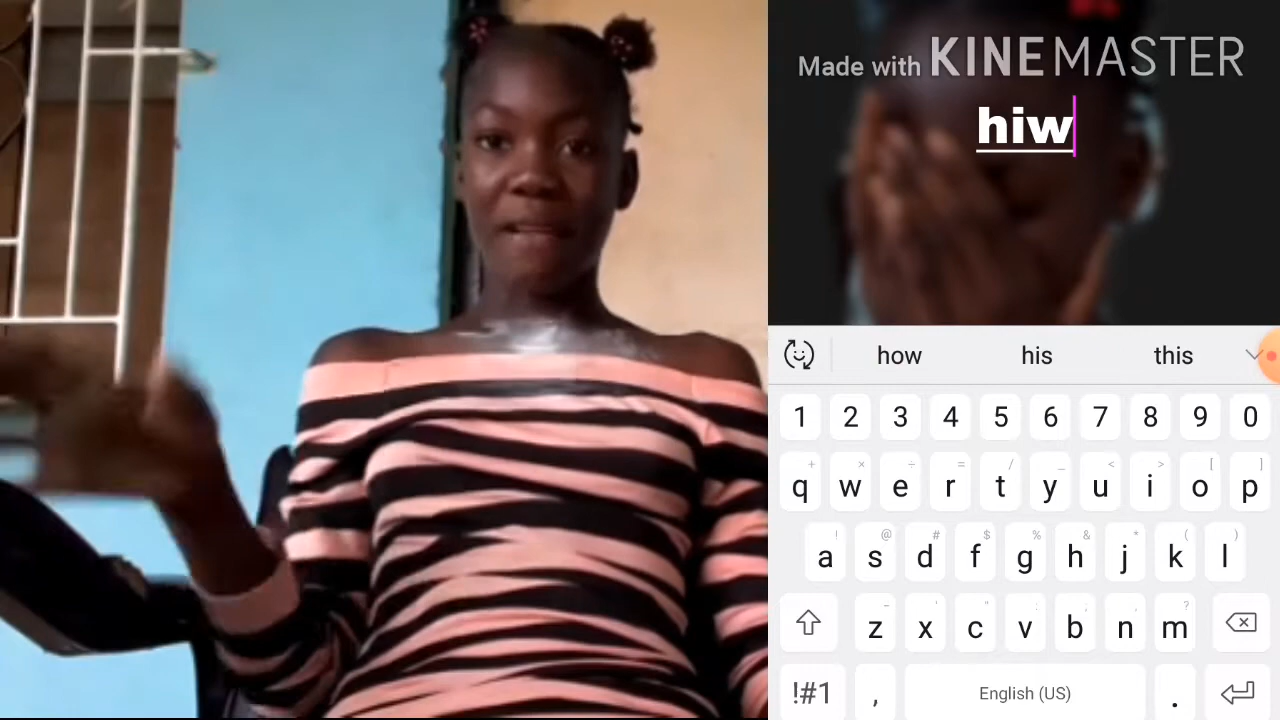 Made with KINEMASTER
hiw
how his this
1 2 3 4 5 6 7 8 9 0
+ × ÷ = / _ < > [ ]
q w e r t y u i o p
! @ # $ % & * ( )
a s d f g h j k l
- ' " : ; , ?
z x c v b n m
!#1 , English (US) .